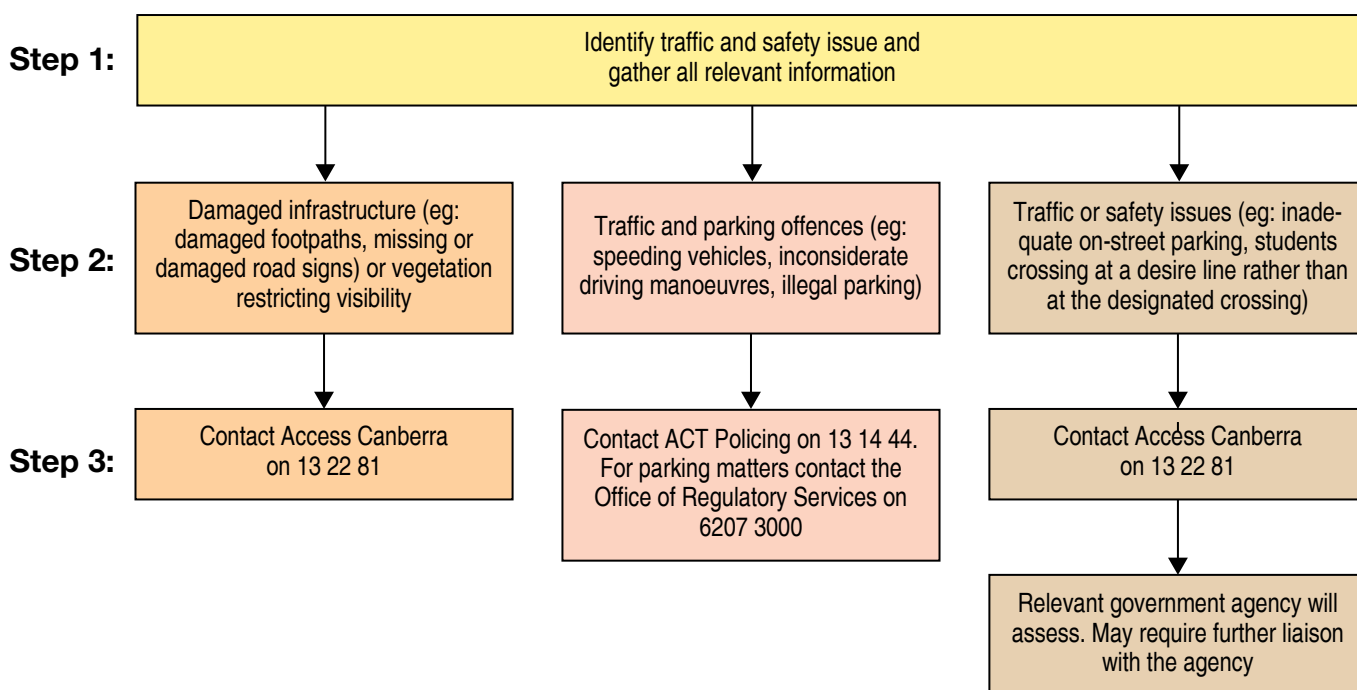 Step 1:
Identify traffic and safety issue and
gather all relevant information
Step 2:
Damaged infrastructure (eg:
damaged footpaths, missing or
damaged road signs) or vegetation
restricting visibility
Traffic and parking offences (eg:
speeding vehicles, inconsiderate
driving manoeuvres, illegal parking)
Traffic or safety issues (eg: inade-
quate on-street parking, students
crossing at a desire line rather than
at the designated crossing)
Step 3:
Contact Access Canberra
on 13 22 81
Contact ACT Policing on 13 14 44.
For parking matters contact the
Office of Regulatory Services on
6207 3000
Contact Access Canberra
on 13 22 81
Relevant government agency will
assess. May require further liaison
with the agency